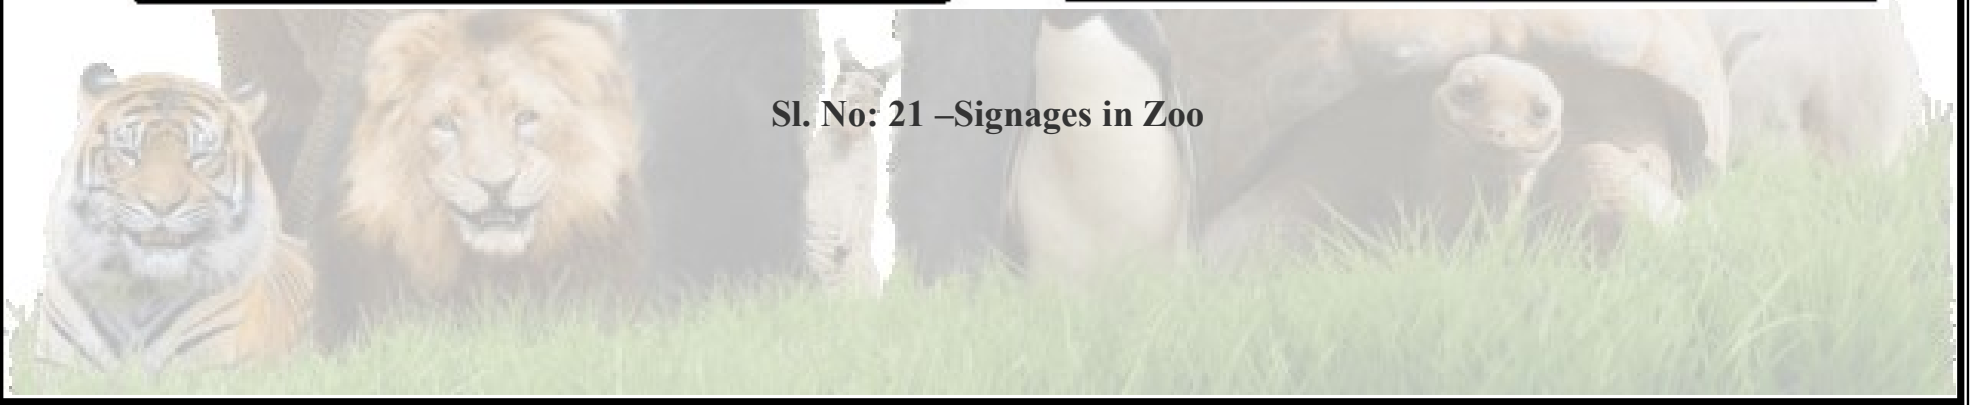 Sl. No: 21 –Signages in Zoo